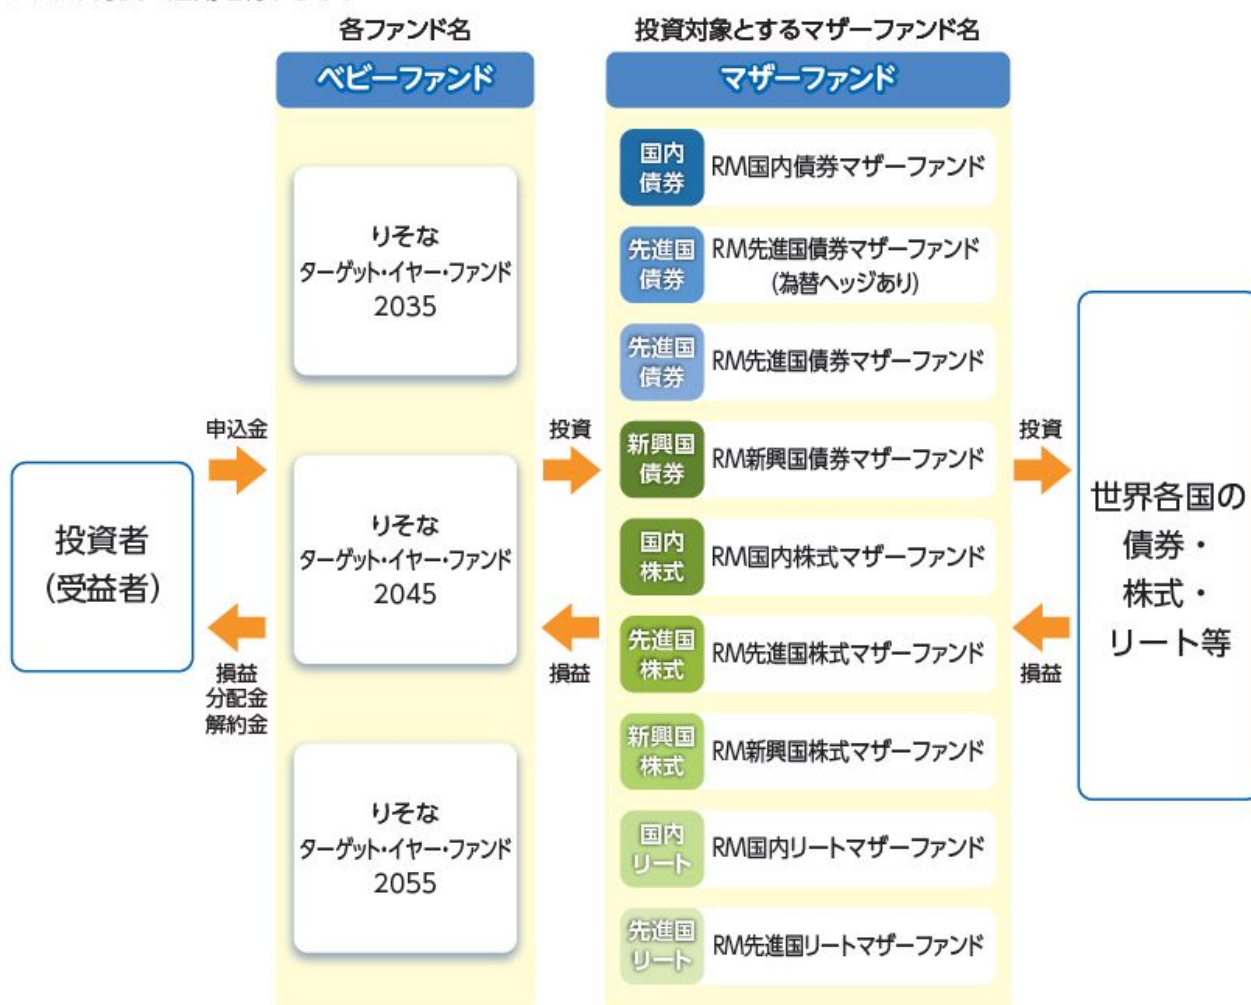 各ファンド名
ベビーファンド
りそな
ターゲット・イヤー・ファンド
2035
りそな
ターゲット・イヤー・ファンド
2045
りそな
ターゲット・イヤー・ファンド
2055
投資対象とするマザーファンド名
マザーファンド
国内
債券
RM国内債券マザーファンド
先進国
債券
RM先進国債券マザーファンド
(為替ヘッジあり)
先進国
債券
RM先進国債券マザーファンド
新興国
債券
RM新興国債券マザーファンド
国内
株式
RM国内株式マザーファンド
先進国
株式
RM先進国株式マザーファンド
新興国
株式
RM新興国株式マザーファンド
国内
リート
RM国内リートマザーファンド
先進国
リート
RM先進国リートマザーファンド
投資者
(受益者)
申込金
損益
分配金
解約金
投資
損益
投資
損益
世界各国の
債券・
株式・
リート等